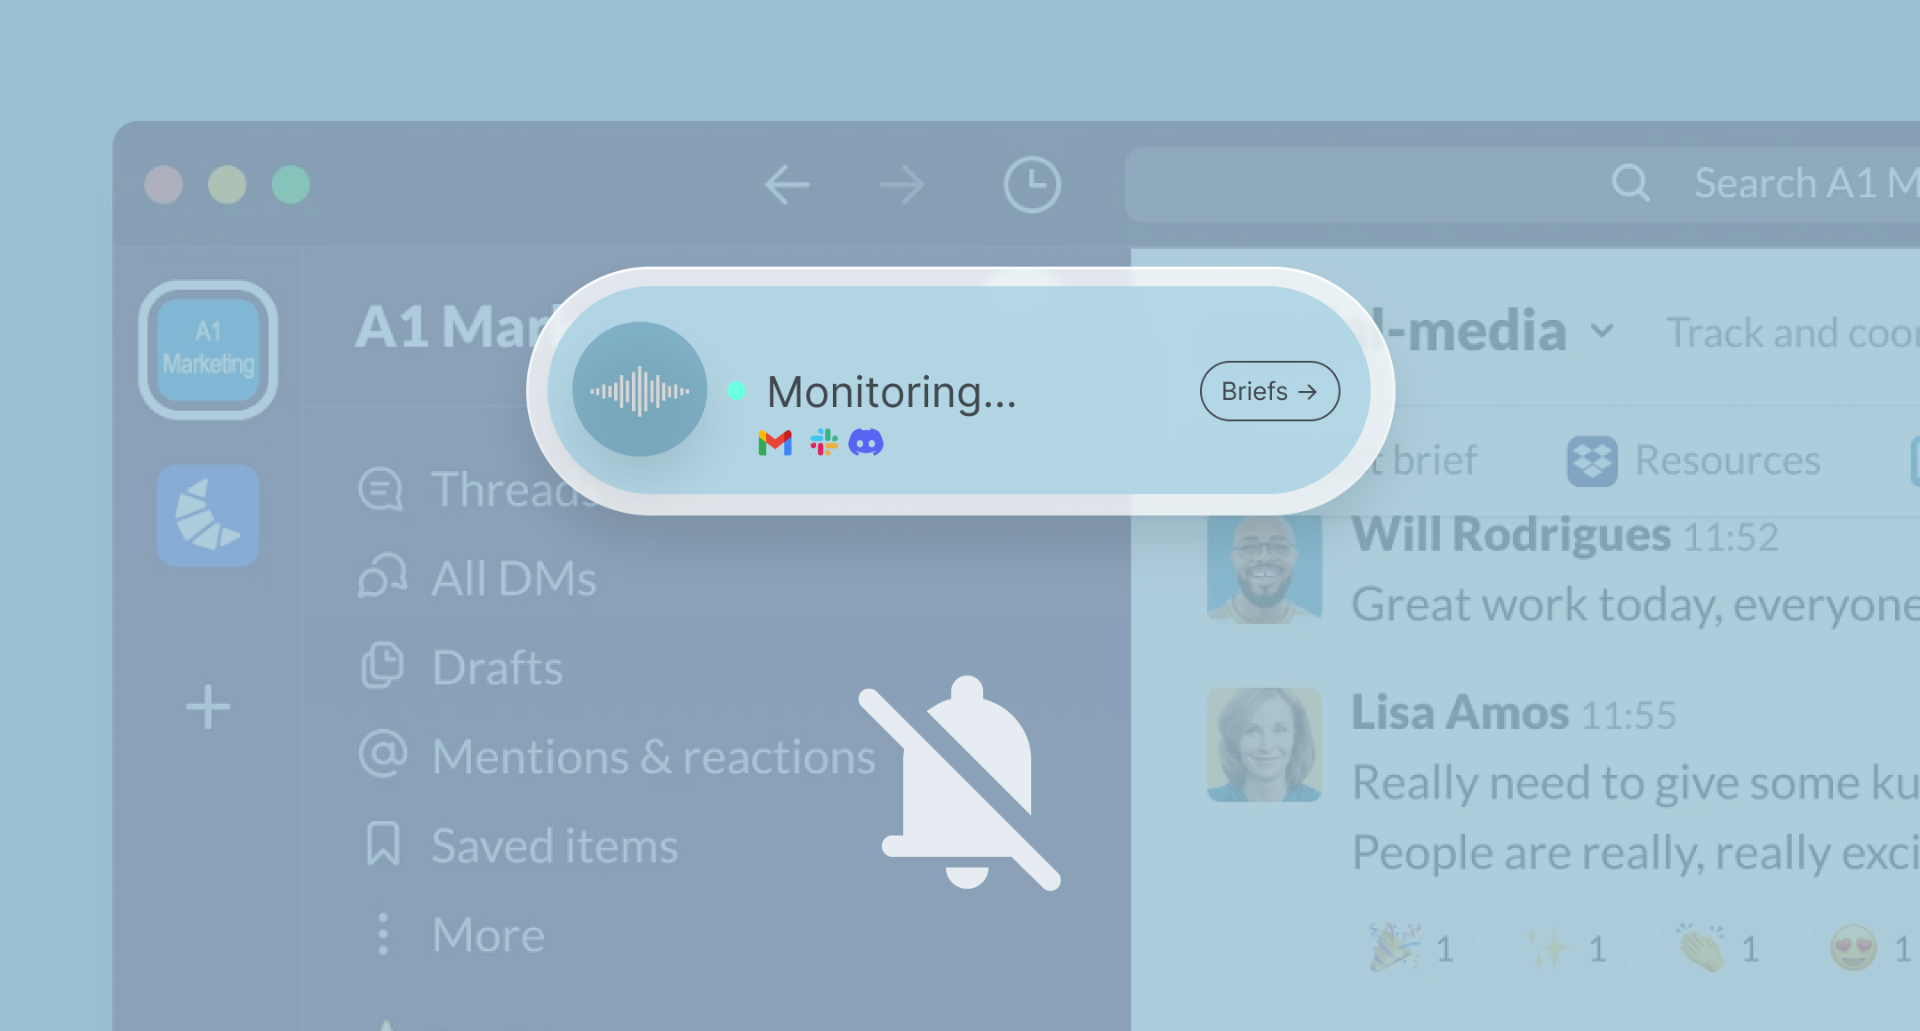 Search A1 M
A1
Marketing
A1 Mar
Monitoring...
Briefs →
l-media
Track and coor
t brief
Resources
Threads
All DMs
Drafts
Mentions & reactions
Saved items
More
Will Rodrigues 11:52
Great work today, everyone
Lisa Amos 11:55
Really need to give some ku
People are really, really exci
1
1
1
1